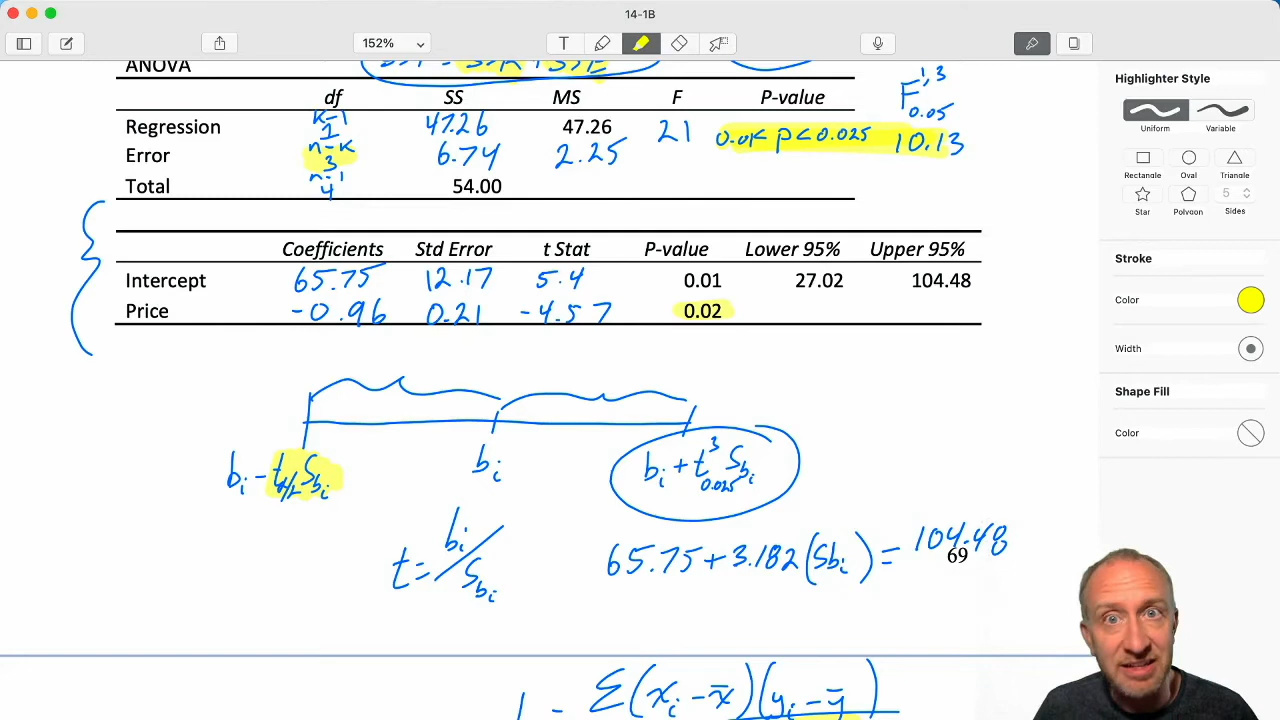 14-1B
152%
T
ANOVA
df SS MS F P-value F 1,3 0.05
k-1
Regression 1 47.26 47.26 21 0.01< p < 0.025 10.13
n-k
Error 3 6.74 2.25
n-1
Total 4 54.00
Coefficients Std Error t Stat P-value Lower 95% Upper 95%
Intercept 65.75 12.17 5.4 0.01 27.02 104.48
Price -0.96 0.21 -4.57 0.02
bi - tα/2 Sbi bi bi + t 3 0.025 Sbi
t = bi / Sbi
65.75 + 3.182 (Sbi) = 104.48
69
Σ(xi - x̄)(yi - ȳ)
Highlighter Style
Uniform Variable
Rectangle Oval Triangle
Star Polygon 5 Sides
Stroke
Color
Width
Shape Fill
Color